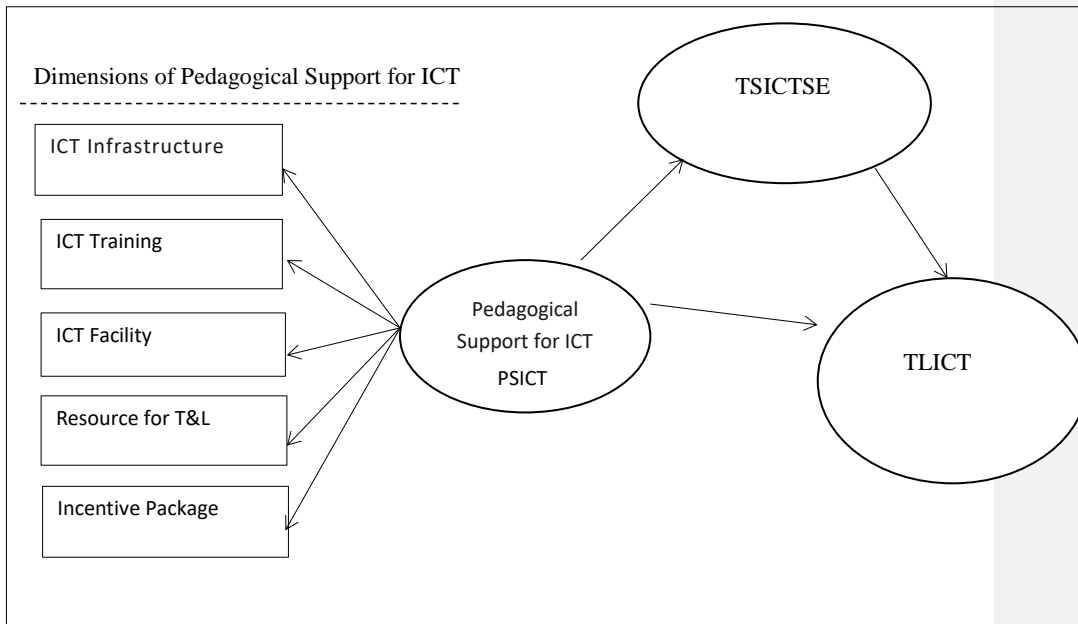 Dimensions of Pedagogical Support for ICT
ICT Infrastructure
ICT Training
ICT Facility
Resource for T&L
Incentive Package
Pedagogical
Support for ICT
PSICT
TSICTSE
TLICT